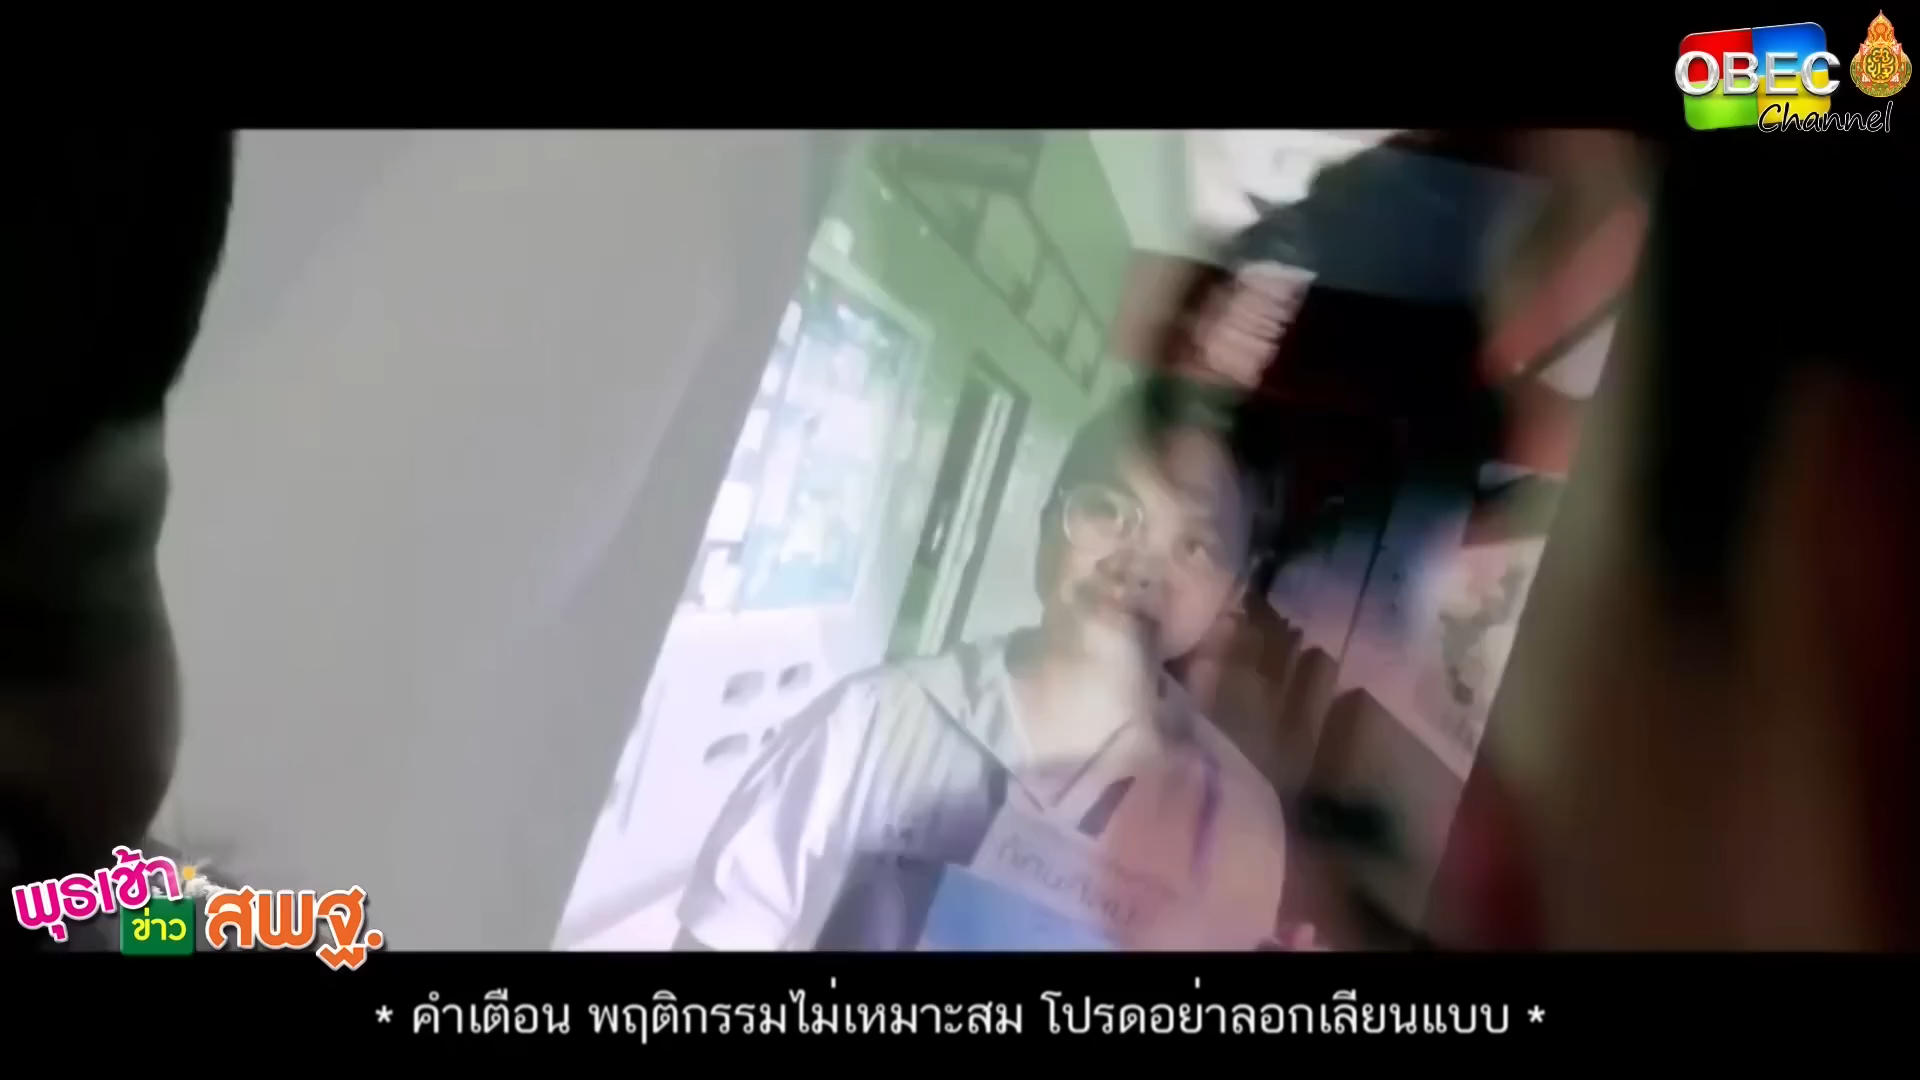 OBEC
Channel
พุธเช้า
ข่าว
สพฐ.
* คำเตือน พฤติกรรมไม่เหมาะสม โปรดอย่าลอกเลียนแบบ *